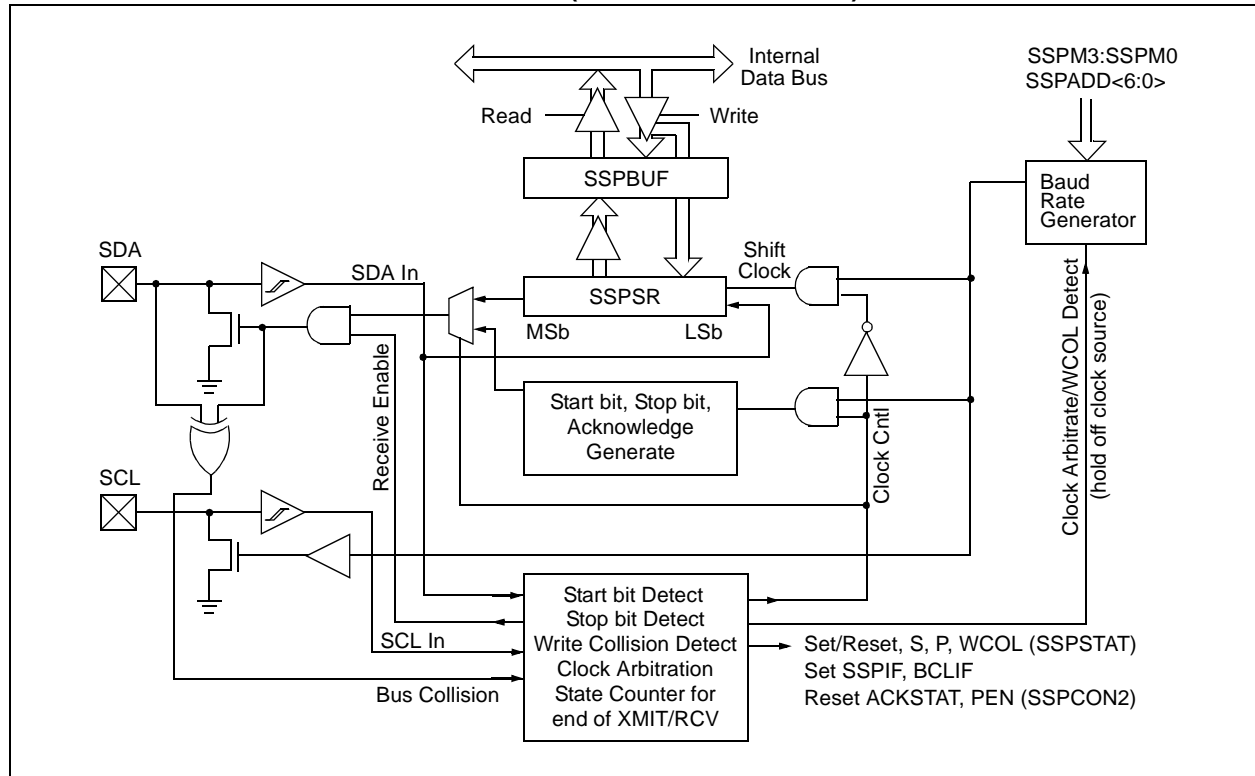 Internal
Data Bus
SSPM3:SSPM0
SSPADD<6:0>
Read
Write
SSPBUF
Baud
Rate
Generator
SDA
SDA In
Shift
Clock
SSPSR
MSb
LSb
Start bit, Stop bit,
Acknowledge
Generate
Receive Enable
Clock Cntl
Clock Arbitrate/WCOL Detect
(hold off clock source)
SCL
SCL In
Bus Collision
Start bit Detect
Stop bit Detect
Write Collision Detect
Clock Arbitration
State Counter for
end of XMIT/RCV
Set/Reset, S, P, WCOL (SSPSTAT)
Set SSPIF, BCLIF
Reset ACKSTAT, PEN (SSPCON2)